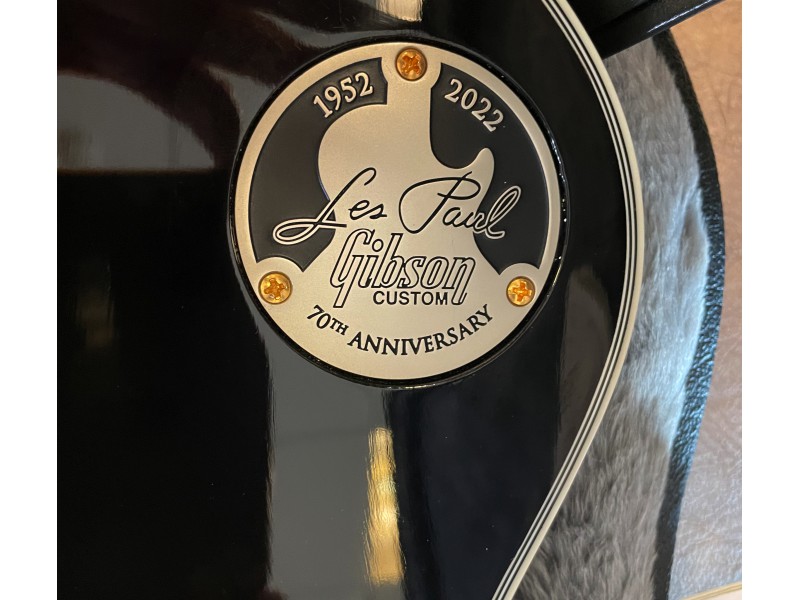 1952 2022
Les Paul
Gibson
CUSTOM
70TH ANNIVERSARY